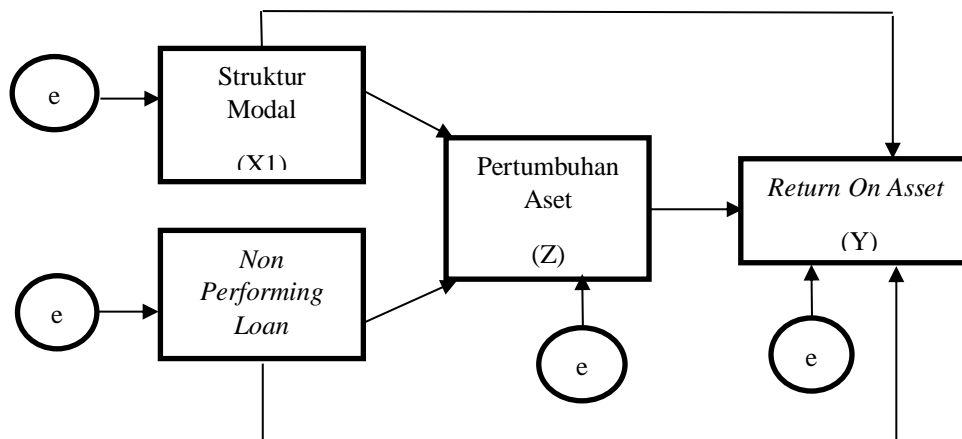 e
Struktur
Modal
(X1)
Pertumbuhan
Aset
(Z)
Return On Asset
(Y)
e
Non
Performing
Loan
e
e